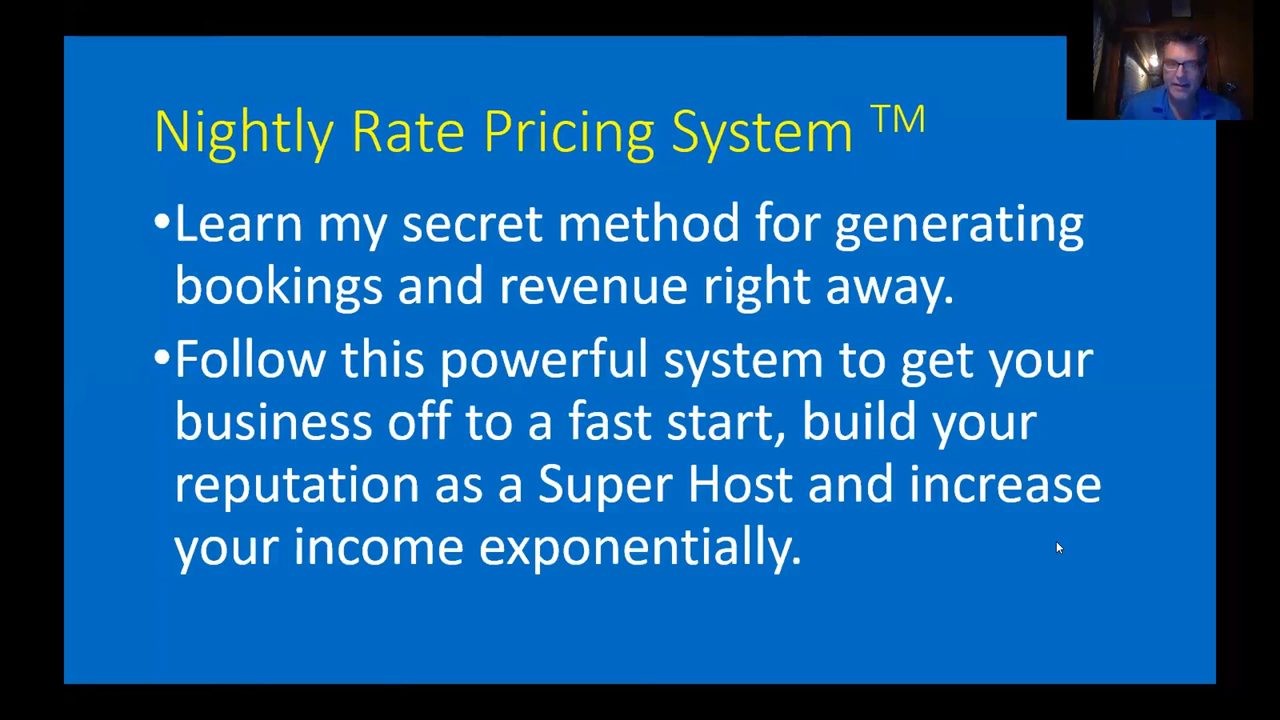 Nightly Rate Pricing System TM
•Learn my secret method for generating
bookings and revenue right away.
•Follow this powerful system to get your
business off to a fast start, build your
reputation as a Super Host and increase
your income exponentially.